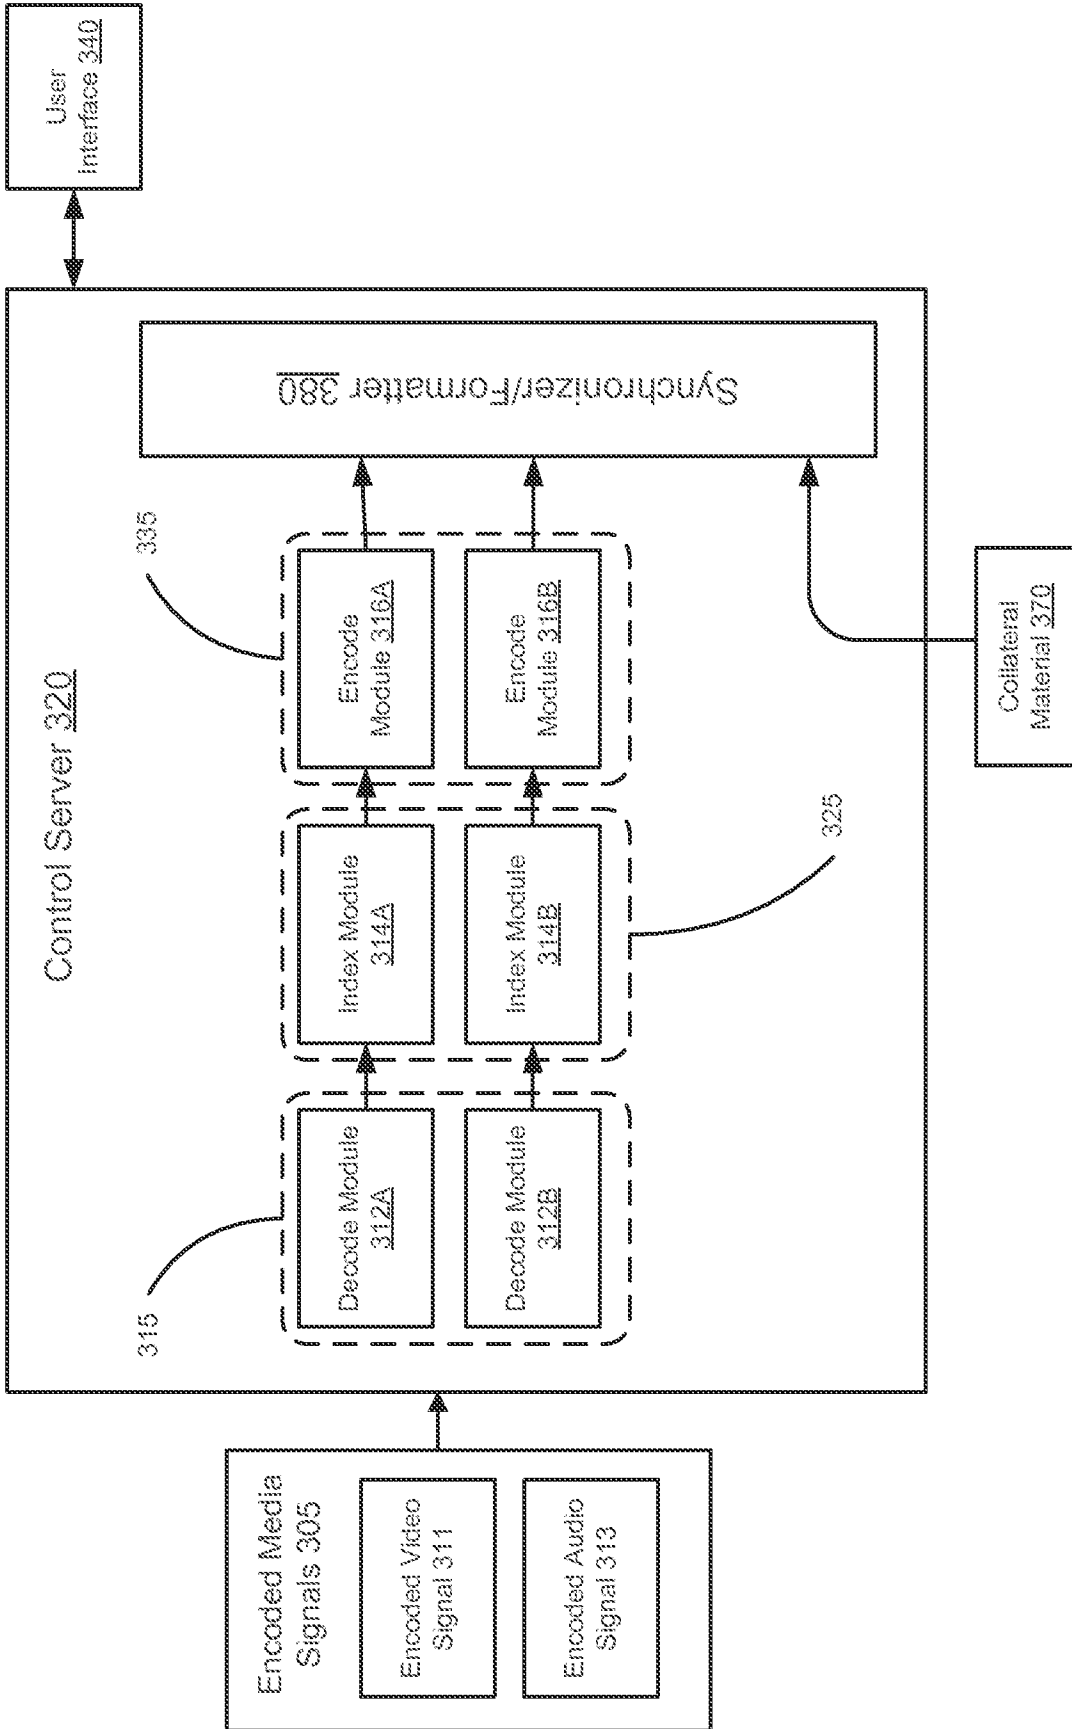 Control Server 320
User
Interface 340
Encoded Media
Signals 305
Encoded Video
Signal 311
Encoded Audio
Signal 313
315
Decode Module
312A
Decode Module
312B
Index Module
314A
Index Module
314B
325
335
Encode
Module 316A
Encode
Module 316B
Synchronizer/Formatter 380
Collateral
Material 370